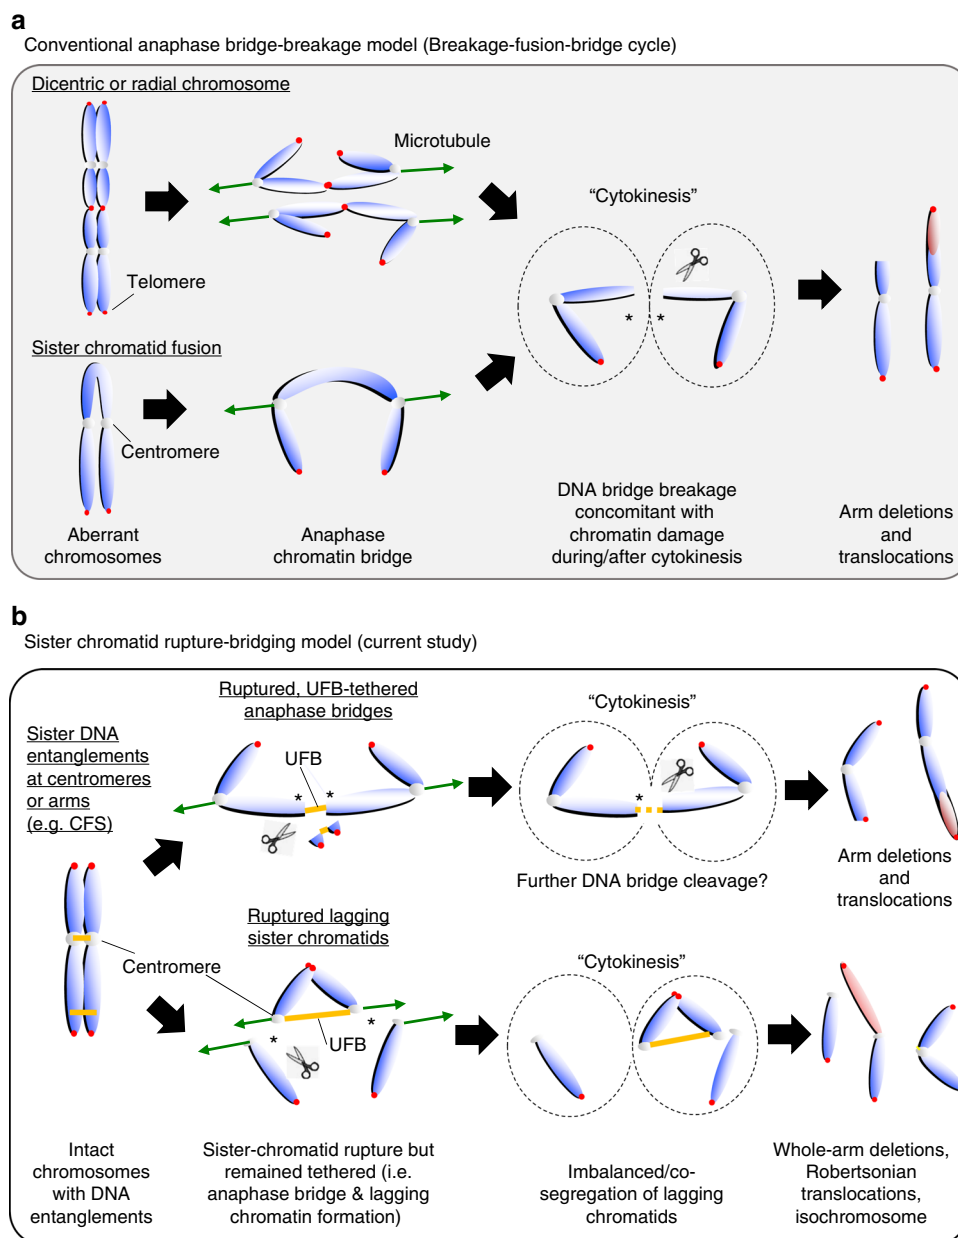 a
Conventional anaphase bridge-breakage model (Breakage-fusion-bridge cycle)
Dicentric or radial chromosome
Microtubule
"Cytokinesis"
Telomere
*
*
Sister chromatid fusion
Centromere
Aberrant
chromosomes
Anaphase
chromatin bridge
DNA bridge breakage
concomitant with
chromatin damage
during/after cytokinesis
Arm deletions
and
translocations
b
Sister chromatid rupture-bridging model (current study)
Sister DNA
entanglements
at centromeres
or arms
(e.g. CFS)
Ruptured, UFB-tethered
anaphase bridges
UFB
*
*
"Cytokinesis"
*
Further DNA bridge cleavage?
Arm deletions
and
translocations
Centromere
Ruptured lagging
sister chromatids
*
*
UFB
"Cytokinesis"
Intact
chromosomes
with DNA
entanglements
Sister-chromatid rupture but
remained tethered (i.e.
anaphase bridge & lagging
chromatin formation)
Imbalanced/co-
segregation of lagging
chromatids
Whole-arm deletions,
Robertsonian
translocations,
isochromosome